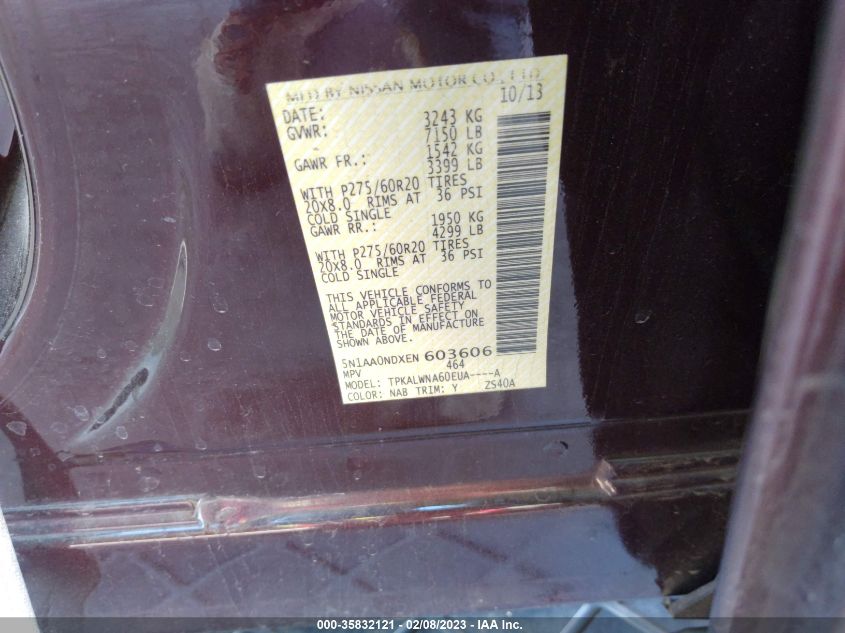 MFD BY NISSAN MOTOR CO., LTD.
DATE: 10/13
GVWR: 3243 KG
7150 LB
GAWR FR.: 1542 KG
3399 LB
WITH P275/60R20 TIRES
20X8.0 RIMS AT 36 PSI
COLD SINGLE
GAWR RR.: 1950 KG
4299 LB
WITH P275/60R20 TIRES
20X8.0 RIMS AT 36 PSI
COLD SINGLE
THIS VEHICLE CONFORMS TO
ALL APPLICABLE FEDERAL
MOTOR VEHICLE SAFETY
STANDARDS IN EFFECT ON
THE DATE OF MANUFACTURE
SHOWN ABOVE.
5N1AA0NDXEN 603606
MPV 464
MODEL: TPKALWNA60EUA----A
COLOR: NAB TRIM: Y ZS40A
000-35832121 - 02/08/2023 - IAA Inc.